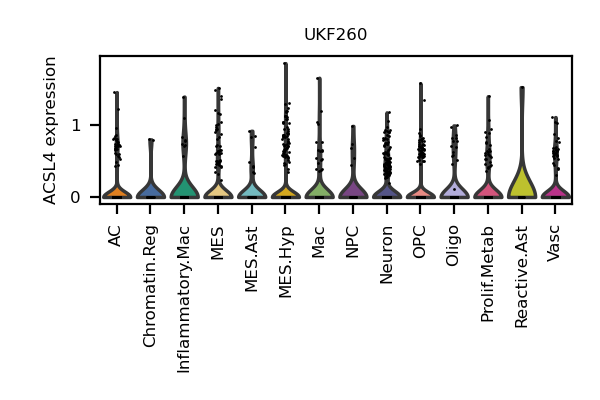 UKF260
ACSL4 expression
1
0
AC
Chromatin.Reg
Inflammatory.Mac
MES
MES.Ast
MES.Hyp
Mac
NPC
Neuron
OPC
Oligo
Prolif.Metab
Reactive.Ast
Vasc